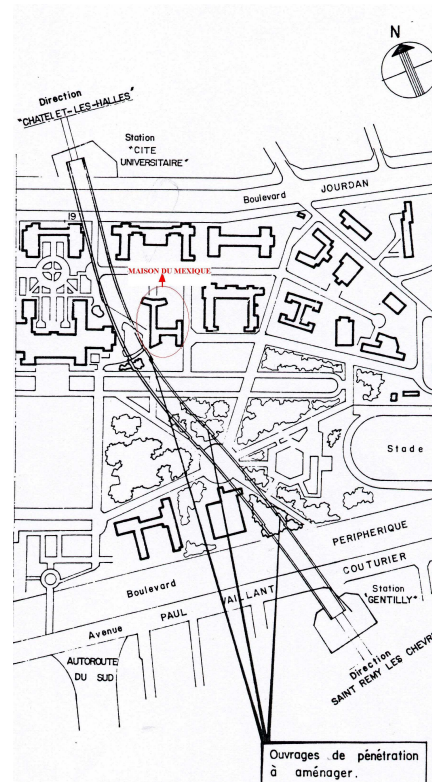 N
Direction
"CHATELET-LES-HALLES"
Station
"CITE
UNIVERSITAIRE"
Boulevard JOURDAN
19
MAISON DU MEXIQUE
Stade
Boulevard PERIPHERIQUE
Avenue PAUL VAILLANT COUTURIER
Station
"GENTILLY"
AUTOROUTE
DU SUD
Direction
SAINT REMY LES CHEVR
Ouvrages de pénétration
à aménager.